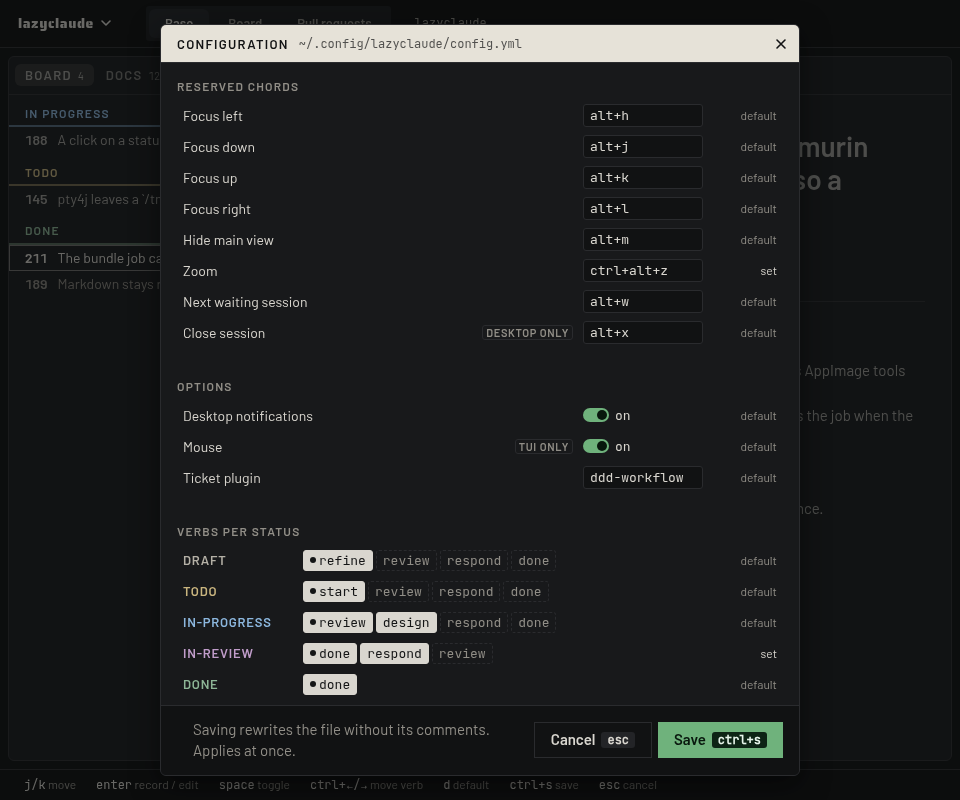 lazyclaude Base Board Pull requests lazyclaude
CONFIGURATION ~/.config/lazyclaude/config.yml
BOARD 4 DOCS 12
IN PROGRESS
188 A click on a statu
TODO
145 pty4j leaves a
DONE
211 The bundle job ca
189 Markdown stays
murin
so a
AppImage tools
the job when the
nce.
RESERVED CHORDS
Focus left alt+h default
Focus down alt+j default
Focus up alt+k default
Focus right alt+l default
Hide main view alt+m default
Zoom ctrl+alt+z set
Next waiting session alt+w default
Close session DESKTOP ONLY alt+x default
OPTIONS
Desktop notifications on default
Mouse TUI ONLY on default
Ticket plugin ddd-workflow default
VERBS PER STATUS
DRAFT refine review respond done default
TODO start review respond done default
IN-PROGRESS review design respond done default
IN-REVIEW done respond review set
DONE done default
Saving rewrites the file without its comments.
Applies at once.
Cancel esc Save ctrl+s
j/k move enter record / edit space toggle ctrl+←/→ move verb d default ctrl+s save esc cancel